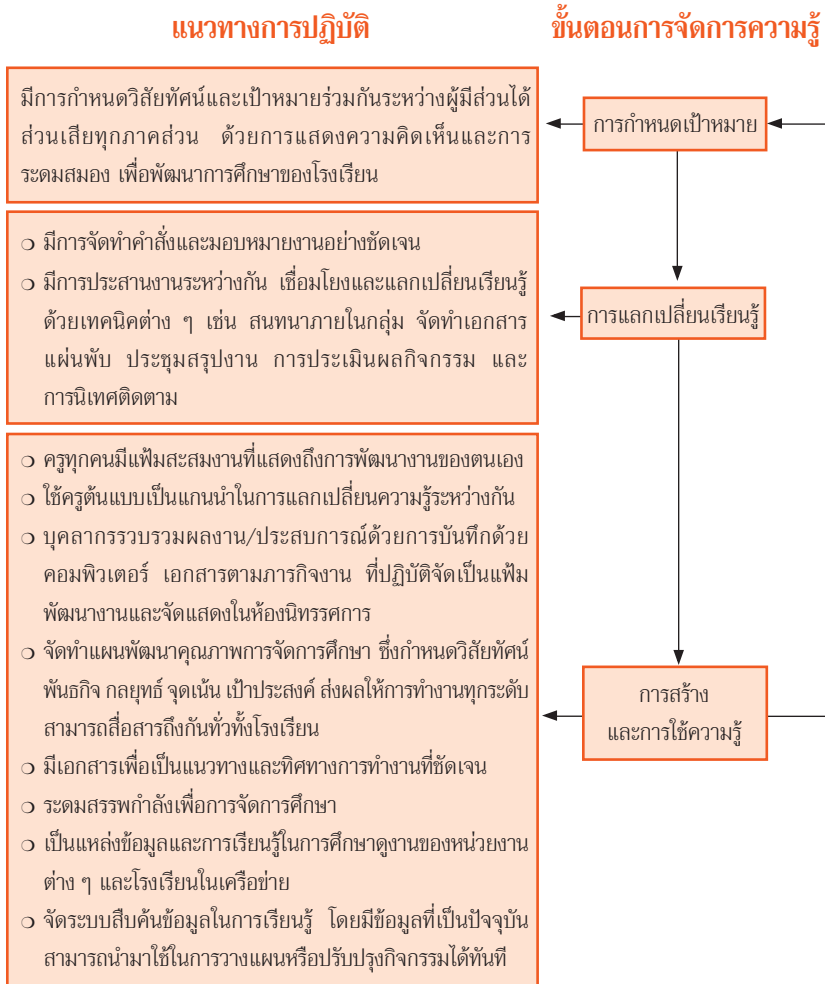 แนวทางการปฏิบัติ
ขั้นตอนการจัดการความรู้
มีการกำหนดวิสัยทัศน์และเป้าหมายร่วมกันระหว่างผู้มีส่วนได้
ส่วนเสียทุกภาคส่วน ด้วยการแสดงความคิดเห็นและการ
ระดมสมอง เพื่อพัฒนาการศึกษาของโรงเรียน
การกำหนดเป้าหมาย
❍ มีการจัดทำคำสั่งและมอบหมายงานอย่างชัดเจน
❍ มีการประสานงานระหว่างกัน เชื่อมโยงและแลกเปลี่ยนเรียนรู้
ด้วยเทคนิคต่าง ๆ เช่น สนทนาภายในกลุ่ม จัดทำเอกสาร
แผ่นพับ ประชุมสรุปงาน การประเมินผลกิจกรรม และ
การนิเทศติดตาม
การแลกเปลี่ยนเรียนรู้
❍ ครูทุกคนมีแฟ้มสะสมงานที่แสดงถึงการพัฒนางานของตนเอง
❍ ใช้ครูต้นแบบเป็นแกนนำในการแลกเปลี่ยนความรู้ระหว่างกัน
❍ บุคลากรรวบรวมผลงาน/ประสบการณ์ด้วยการบันทึกด้วย
คอมพิวเตอร์ เอกสารตามภารกิจงาน ที่ปฏิบัติจัดเป็นแฟ้ม
พัฒนางานและจัดแสดงในห้องนิทรรศการ
❍ จัดทำแผนพัฒนาคุณภาพการจัดการศึกษา ซึ่งกำหนดวิสัยทัศน์
พันธกิจ กลยุทธ์ จุดเน้น เป้าประสงค์ ส่งผลให้การทำงานทุกระดับ
สามารถสื่อสารถึงกันทั่วทั้งโรงเรียน
❍ มีเอกสารเพื่อเป็นแนวทางและทิศทางการทำงานที่ชัดเจน
❍ ระดมสรรพกำลังเพื่อการจัดการศึกษา
❍ เป็นแหล่งข้อมูลและการเรียนรู้ในการศึกษาดูงานของหน่วยงาน
ต่าง ๆ และโรงเรียนในเครือข่าย
❍ จัดระบบสืบค้นข้อมูลในการเรียนรู้ โดยมีข้อมูลที่เป็นปัจจุบัน
สามารถนำมาใช้ในการวางแผนหรือปรับปรุงกิจกรรมได้ทันที
การสร้าง
และการใช้ความรู้